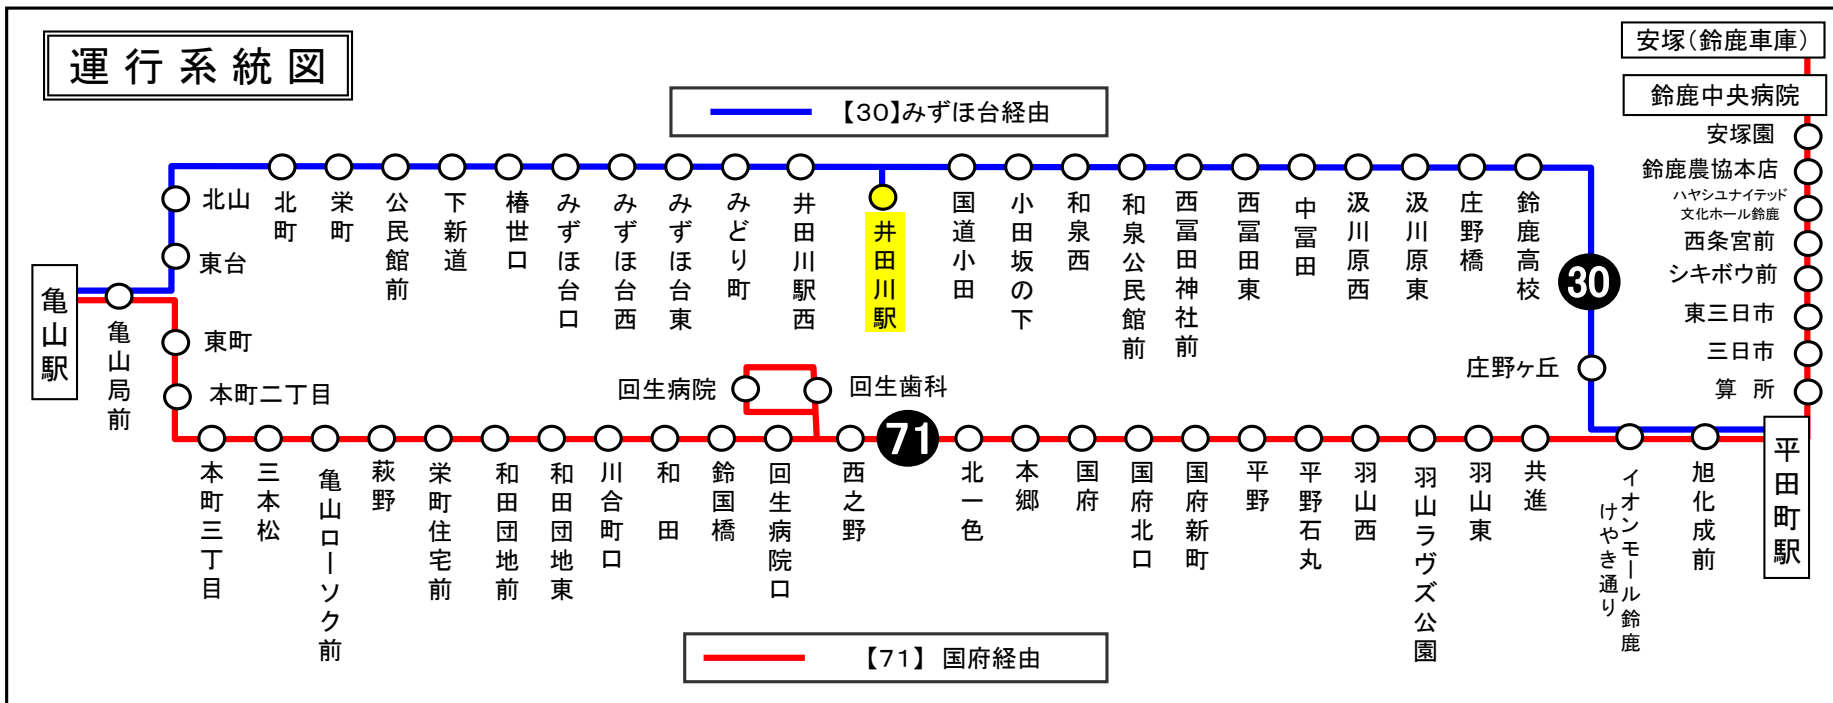 運行系統図
【30】みずほ台経由
安塚(鈴鹿車庫)
鈴鹿中央病院
安塚園
鈴鹿農協本店
ハヤシユナイテッド
文化ホール鈴鹿
西条宮前
シキボウ前
東三日市
三日市
算所
平田町駅
亀山駅
亀山局前
東台
北山
北町
栄町
公民館前
下新道
椿世口
みずほ台口
みずほ台西
みずほ台東
みどり町
井田川駅西
井田川駅
国道小田
小田坂の下
和泉西
和泉公民館前
西冨田神社前
西冨田東
中冨田
汲川原西
汲川原東
庄野橋
鈴鹿高校
30
庄野ヶ丘
東町
本町二丁目
本町三丁目
三本松
亀山ローソク前
萩野
栄町住宅前
和田団地前
和田団地東
川合町口
和田
鈴国橋
回生病院口
回生病院
回生歯科
西之野
71
北一色
本郷
国府
国府北口
国府新町
平野
平野石丸
羽山西
羽山ラヴズ公園
羽山東
共進
イオンモール鈴鹿
けやき通り
旭化成前
【71】国府経由